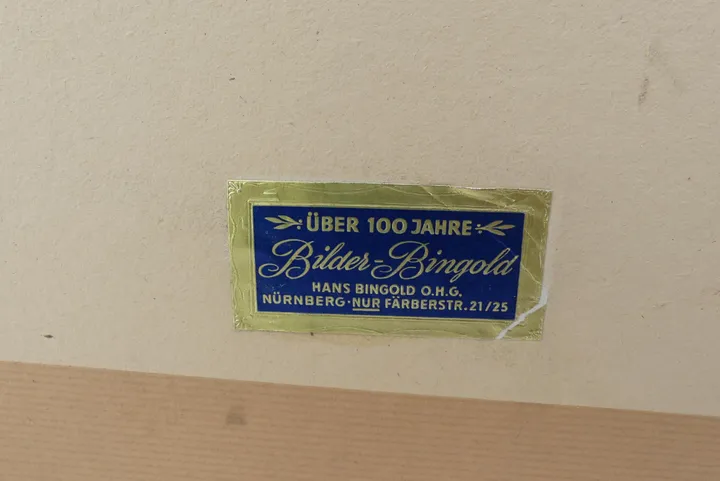 ÜBER 100 JAHRE
Bilder-Bingold
HANS BINGOLD O.H.G.
NÜRNBERG·NUR FÄRBERSTR.21/25